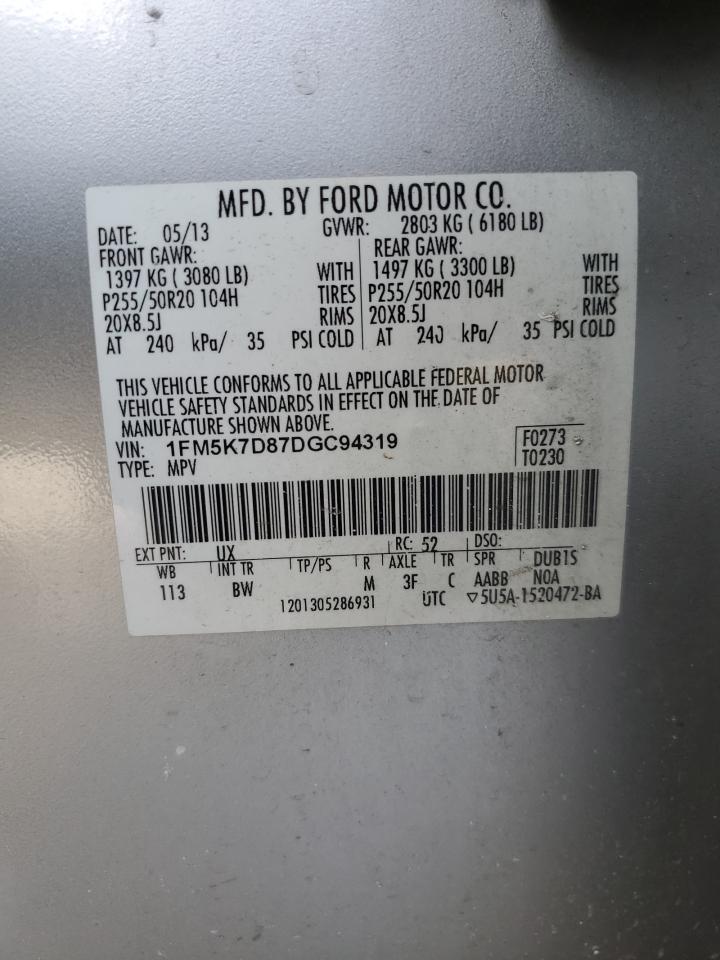 MFD. BY FORD MOTOR CO.
DATE: 05/13 GVWR: 2803 KG ( 6180 LB)
FRONT GAWR: REAR GAWR:
1397 KG ( 3080 LB) WITH 1497 KG ( 3300 LB) WITH
P255/50R20 104H TIRES P255/50R20 104H TIRES
20X8.5J RIMS 20X8.5J RIMS
AT 240 kPa/ 35 PSI COLD AT 240 kPa/ 35 PSI COLD
THIS VEHICLE CONFORMS TO ALL APPLICABLE FEDERAL MOTOR
VEHICLE SAFETY STANDARDS IN EFFECT ON THE DATE OF
MANUFACTURE SHOWN ABOVE.
VIN: 1FM5K7D87DGC94319 F0273
TYPE: MPV T0230
EXT PNT: UX RC: 52 DSO:
WB INT TR TP/PS R AXLE TR SPR DUB1S
113 BW M 3F C AABB NOA
1201305286931 UTC ▽5U5A-1520472-BA